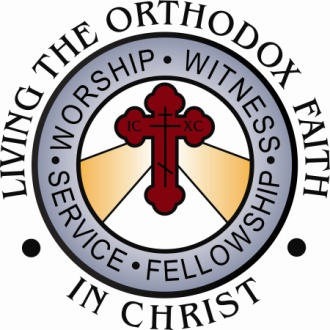 LIVING THE ORTHODOX FAITH
IN CHRIST
WORSHIP • WITNESS •
SERVICE • FELLOWSHIP •
IC XC